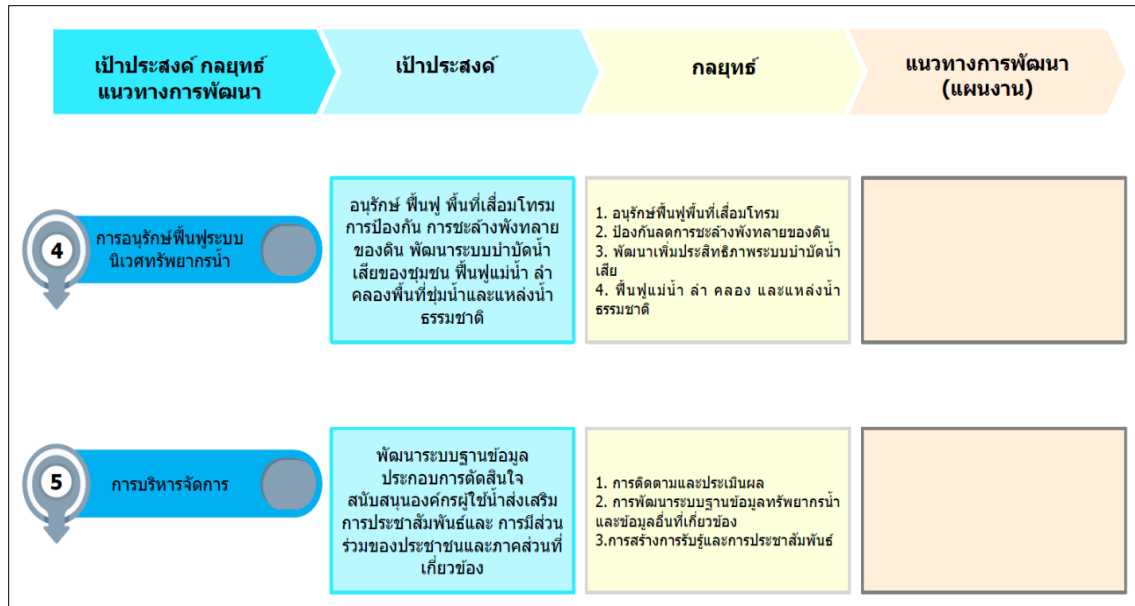 เป้าประสงค์ กลยุทธ์
แนวทางการพัฒนา
เป้าประสงค์
กลยุทธ์
แนวทางการพัฒนา
(แผนงาน)
4
การอนุรักษ์ฟื้นฟูระบบ
นิเวศทรัพยากรน้ำ
อนุรักษ์ ฟื้นฟู พื้นที่เสื่อมโทรม
การป้องกัน การชะล้างพังทลาย
ของดิน พัฒนาระบบบำบัดน้ำ
เสียของชุมชน ฟื้นฟูแม่น้ำ ลำ
คลองพื้นที่ชุ่มน้ำและแหล่งน้ำ
ธรรมชาติ
1. อนุรักษ์ฟื้นฟูพื้นที่เสื่อมโทรม
2. ป้องกันลดการชะล้างพังทลายของดิน
3. พัฒนาเพิ่มประสิทธิภาพระบบบำบัดน้ำ
เสีย
4. ฟื้นฟูแม่น้ำ ลำ คลอง และแหล่งน้ำ
ธรรมชาติ
5
การบริหารจัดการ
พัฒนาระบบฐานข้อมูล
ประกอบการตัดสินใจ
สนับสนุนองค์กรผู้ใช้น้ำส่งเสริม
การประชาสัมพันธ์และ การมีส่วน
ร่วมของประชาชนและภาคส่วนที่
เกี่ยวข้อง
1. การติดตามและประเมินผล
2. การพัฒนาระบบฐานข้อมูลทรัพยากรน้ำ
และข้อมูลอื่นที่เกี่ยวข้อง
3.การสร้างการรับรู้และการประชาสัมพันธ์